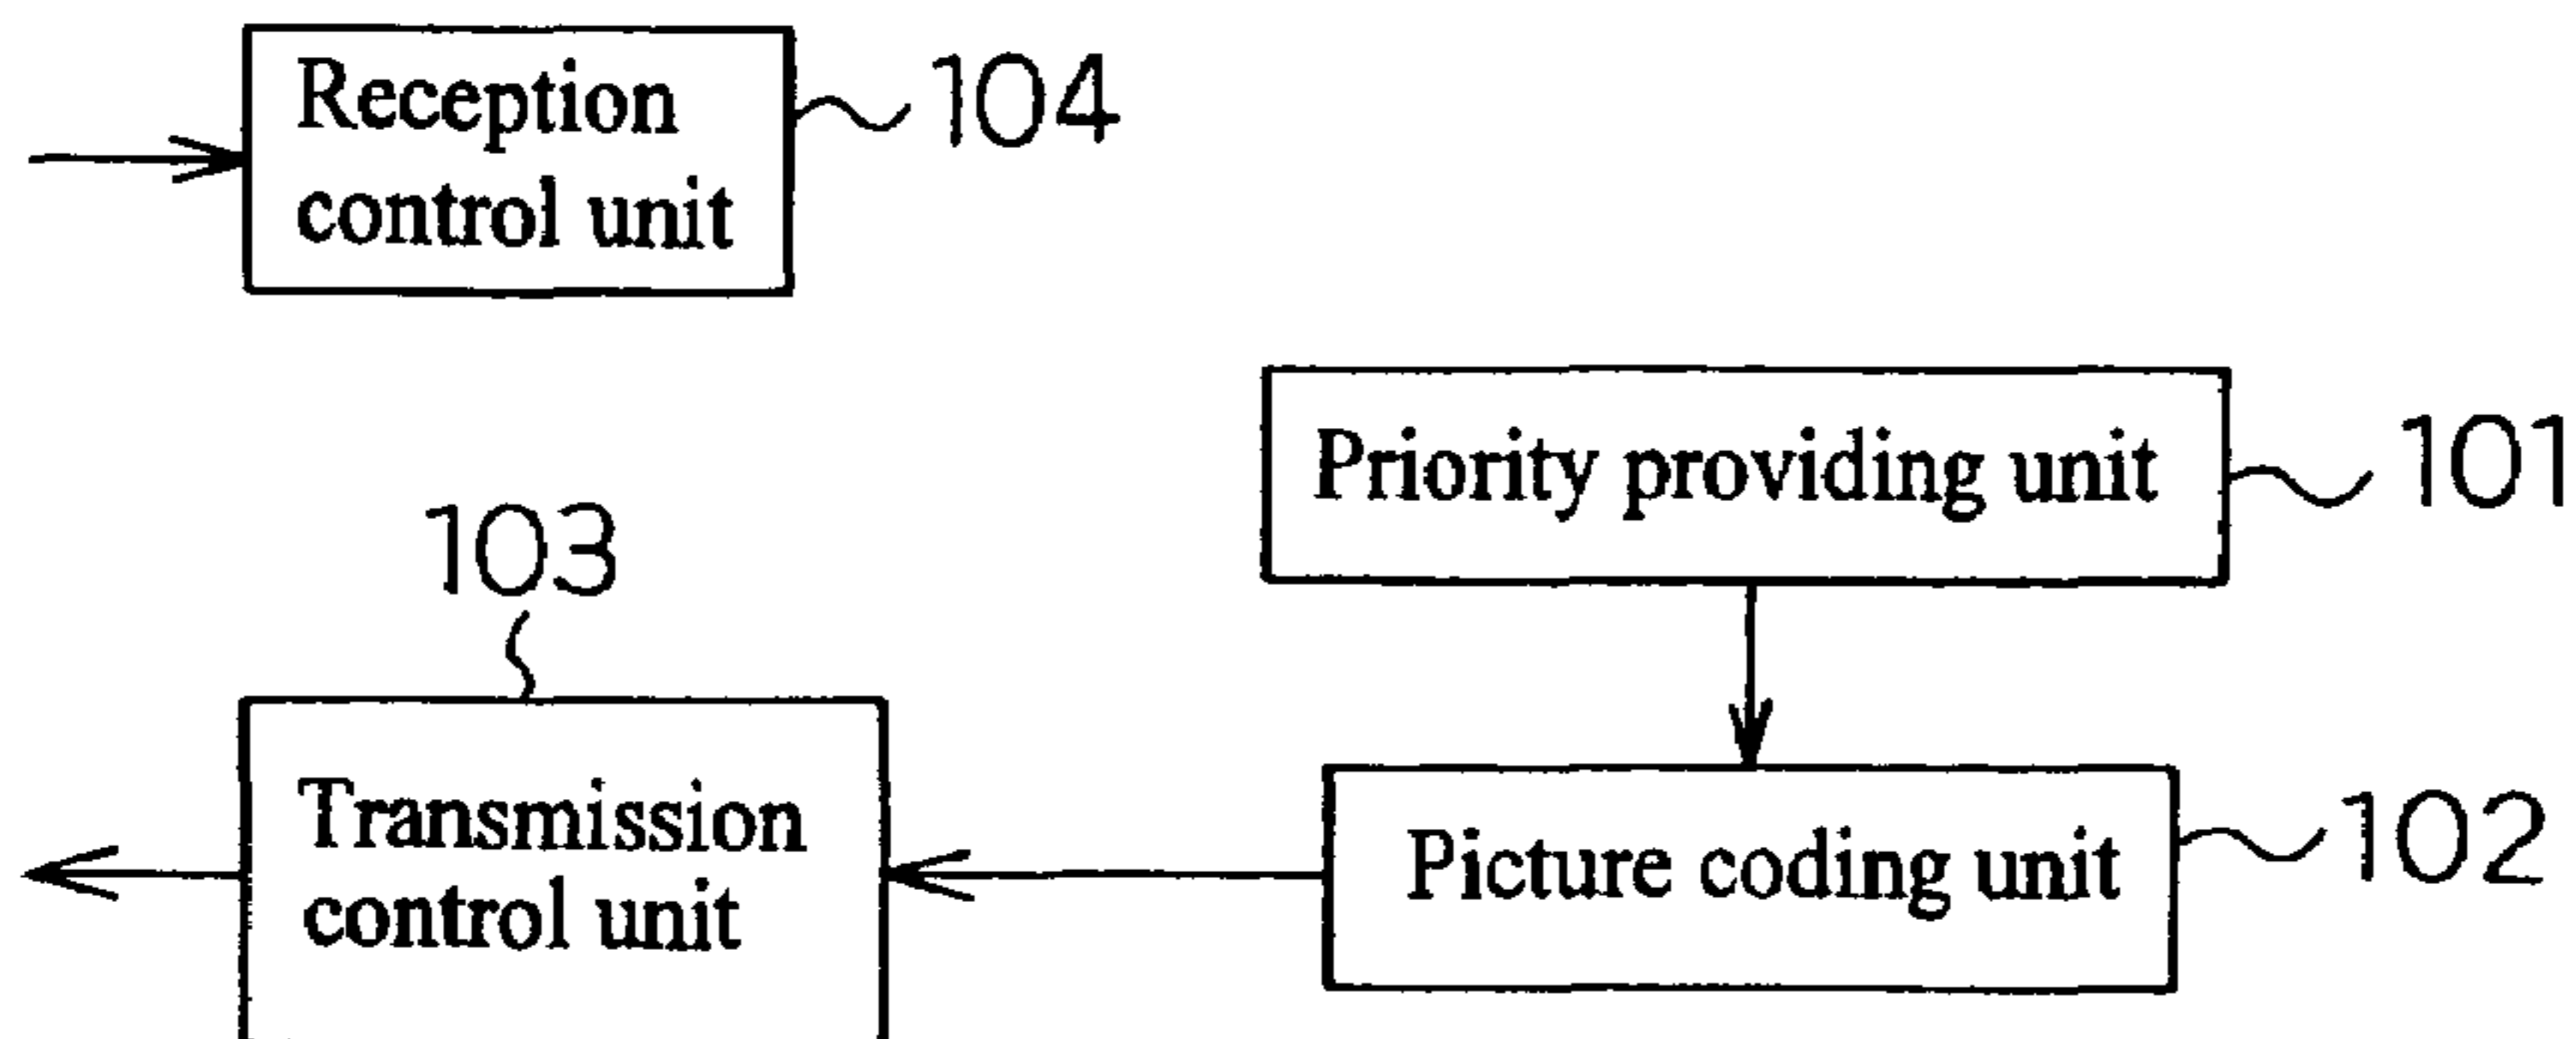 Reception
control unit
104
Priority providing unit
101
103
Transmission
control unit
Picture coding unit
102